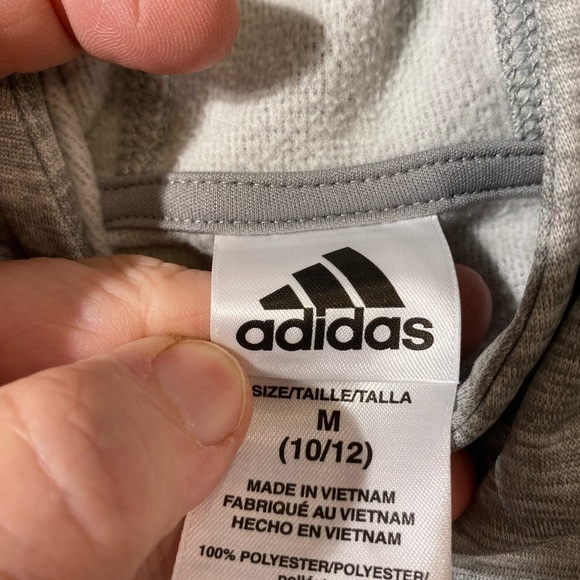 adidas
SIZE/TAILLE/TALLA
M
(10/12)
MADE IN VIETNAM
FABRIQUÉ AU VIETNAM
HECHO EN VIETNAM
100% POLYESTER/POLYESTER/